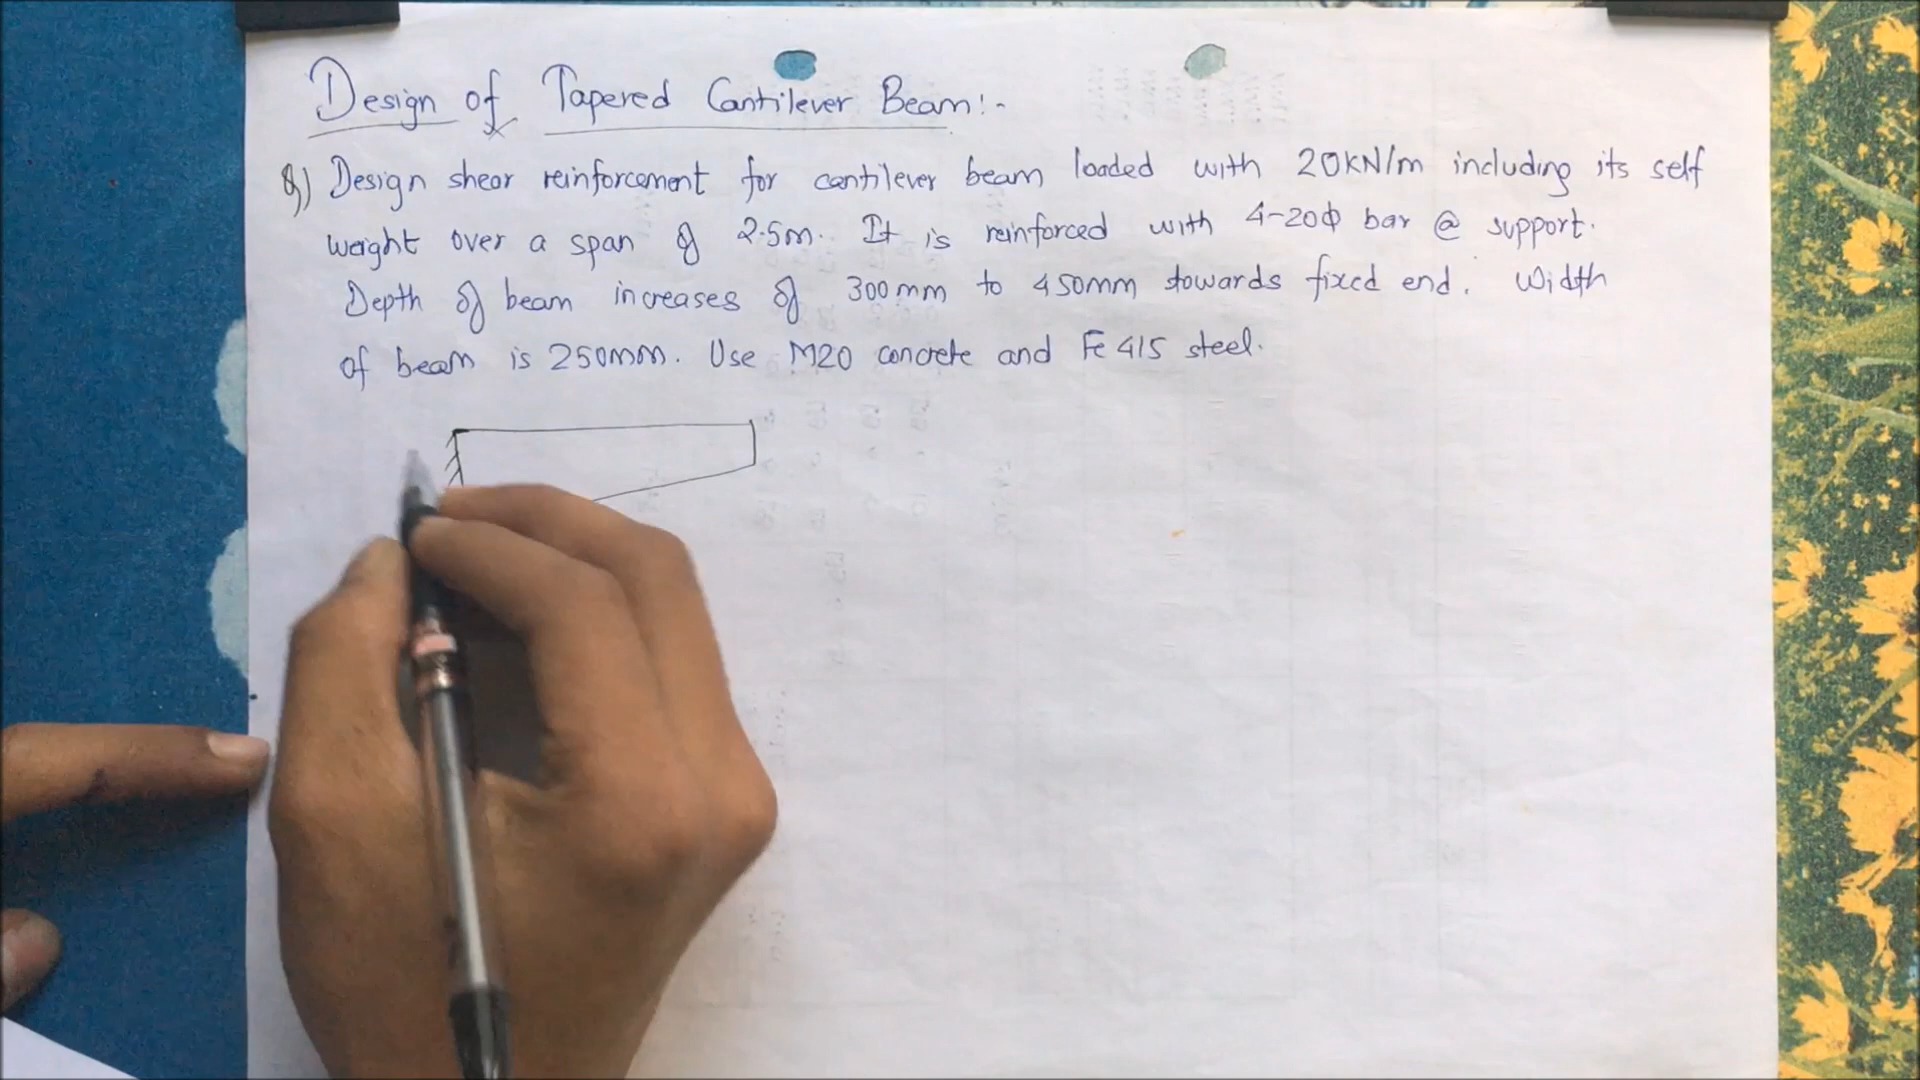 Design of Tapered Cantilever Beam:-
Q) Design shear reinforcement for cantilever beam loaded with 20KN/m including its self
weight over a span of 2.5m. It is reinforced with 4-20Φ bar @ support.
Depth of beam increases of 300mm to 450mm towards fixed end. Width
of beam is 250mm. Use M20 concrete and Fe 415 steel.